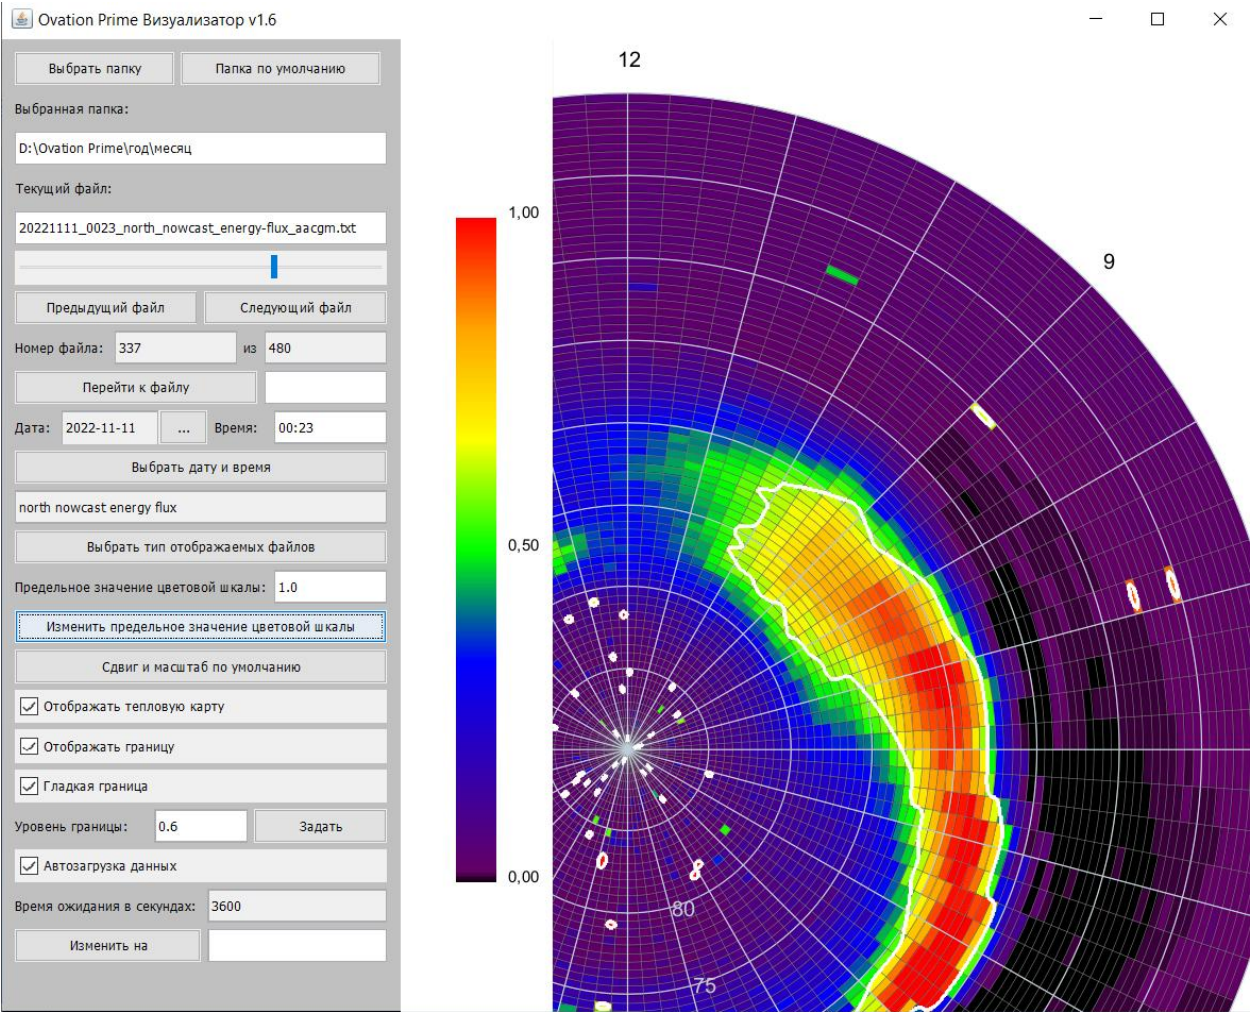 Ovation Prime Визуализатор v1.6
Выбрать папку
Папка по умолчанию
Выбранная папка:
D:\Ovation Prime\год\месяц
Текущий файл:
20221111_0023_north_nowcast_energy-flux_aacgm.txt
Предыдущий файл
Следующий файл
Номер файла: 337 из 480
Перейти к файлу
Дата: 2022-11-11 ... Время: 00:23
Выбрать дату и время
north nowcast energy flux
Выбрать тип отображаемых файлов
Предельное значение цветовой шкалы: 1.0
Изменить предельное значение цветовой шкалы
Сдвиг и масштаб по умолчанию
Отображать тепловую карту
Отображать границу
Гладкая граница
Уровень границы: 0.6 Задать
Автозагрузка данных
Время ожидания в секундах: 3600
Изменить на
1,00
0,50
0,00
12
9
80
75